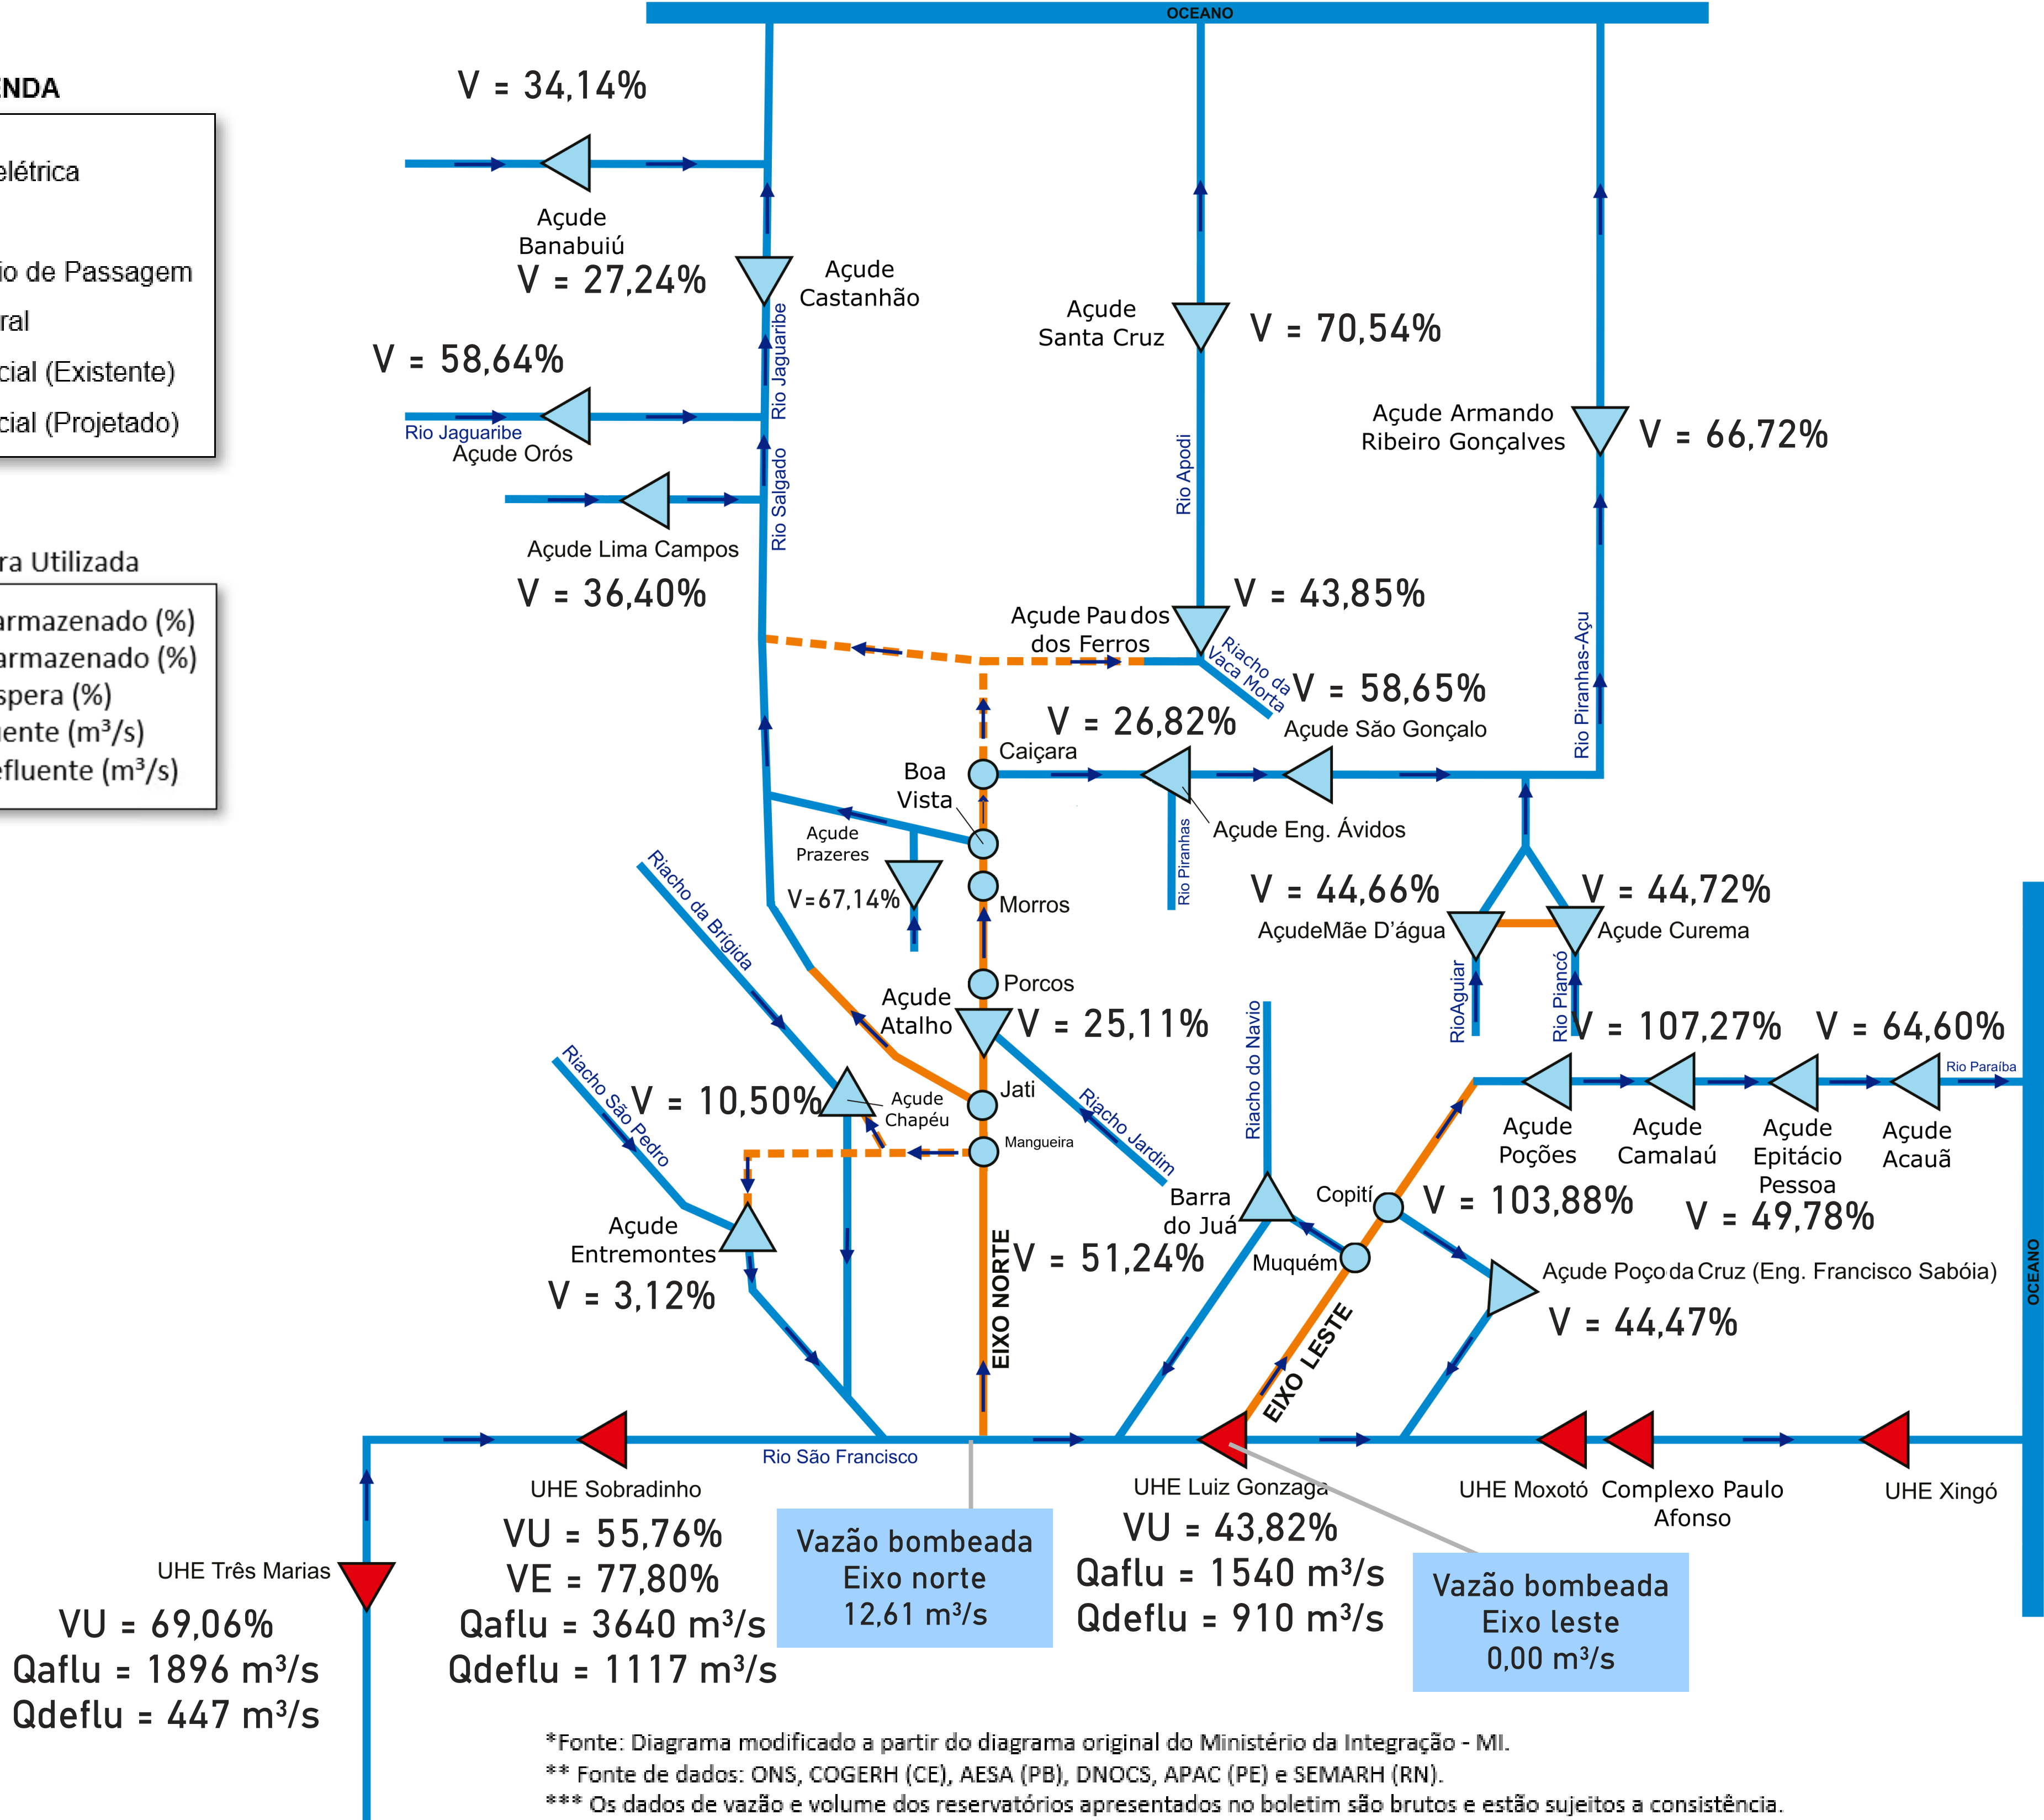 OCEANO
V = 34,14%
ENDA
elétrica
io de Passagem
ral
cial (Existente)
cial (Projetado)
Açude
Banabuiú
V = 27,24%
Açude
Castanhão
Rio Jaguaribe
Açude
Santa Cruz
V = 70,54%
V = 58,64%
Rio Jaguaribe
Açude Orós
Rio Salgado
Rio Apodi
Açude Armando
Ribeiro Gonçalves
V = 66,72%
Açude Lima Campos
V = 36,40%
ra Utilizada
armazenado (%)
armazenado (%)
spera (%)
uente (m³/s)
efluente (m³/s)
Açude Pau dos
dos Ferros
V = 43,85%
Riacho da
Vaca Morta
V = 58,65%
Açude São Gonçalo
Rio Piranhas-Açu
V = 26,82%
Caiçara
Boa
Vista
Açude Eng. Ávidos
Rio Piranhas
Açude
Prazeres
V=67,14%
Morros
Riacho da Brígida
V = 44,66%
AçudeMãe D'água
V = 44,72%
Açude Curema
RioAguiar
Rio Piancó
Porcos
Açude
Atalho
V = 25,11%
Riacho Jardim
Riacho do Navio
V = 107,27%
V = 64,60%
Rio Paraíba
Riacho São Pedro
V = 10,50%
Açude
Chapéu
Jati
Mangueira
Açude
Poções
Açude
Camalaú
Açude
Epitácio
Pessoa
Açude
Acauã
V = 103,88%
V = 49,78%
Barra
do Juá
Copití
Muquém
V = 51,24%
Açude
Entremontes
V = 3,12%
EIXO NORTE
EIXO LESTE
Açude Poço da Cruz (Eng. Francisco Sabóia)
V = 44,47%
OCEANO
Rio São Francisco
UHE Sobradinho
VU = 55,76%
VE = 77,80%
Qaflu = 3640 m³/s
Qdeflu = 1117 m³/s
Vazão bombeada
Eixo norte
12,61 m³/s
UHE Luiz Gonzaga
VU = 43,82%
Qaflu = 1540 m³/s
Qdeflu = 910 m³/s
Vazão bombeada
Eixo leste
0,00 m³/s
UHE Moxotó
Complexo Paulo
Afonso
UHE Xingó
UHE Três Marias
VU = 69,06%
Qaflu = 1896 m³/s
Qdeflu = 447 m³/s
*Fonte: Diagrama modificado a partir do diagrama original do Ministério da Integração - MI.
** Fonte de dados: ONS, COGERH (CE), AESA (PB), DNOCS, APAC (PE) e SEMARH (RN).
*** Os dados de vazão e volume dos reservatórios apresentados no boletim são brutos e estão sujeitos a consistência.